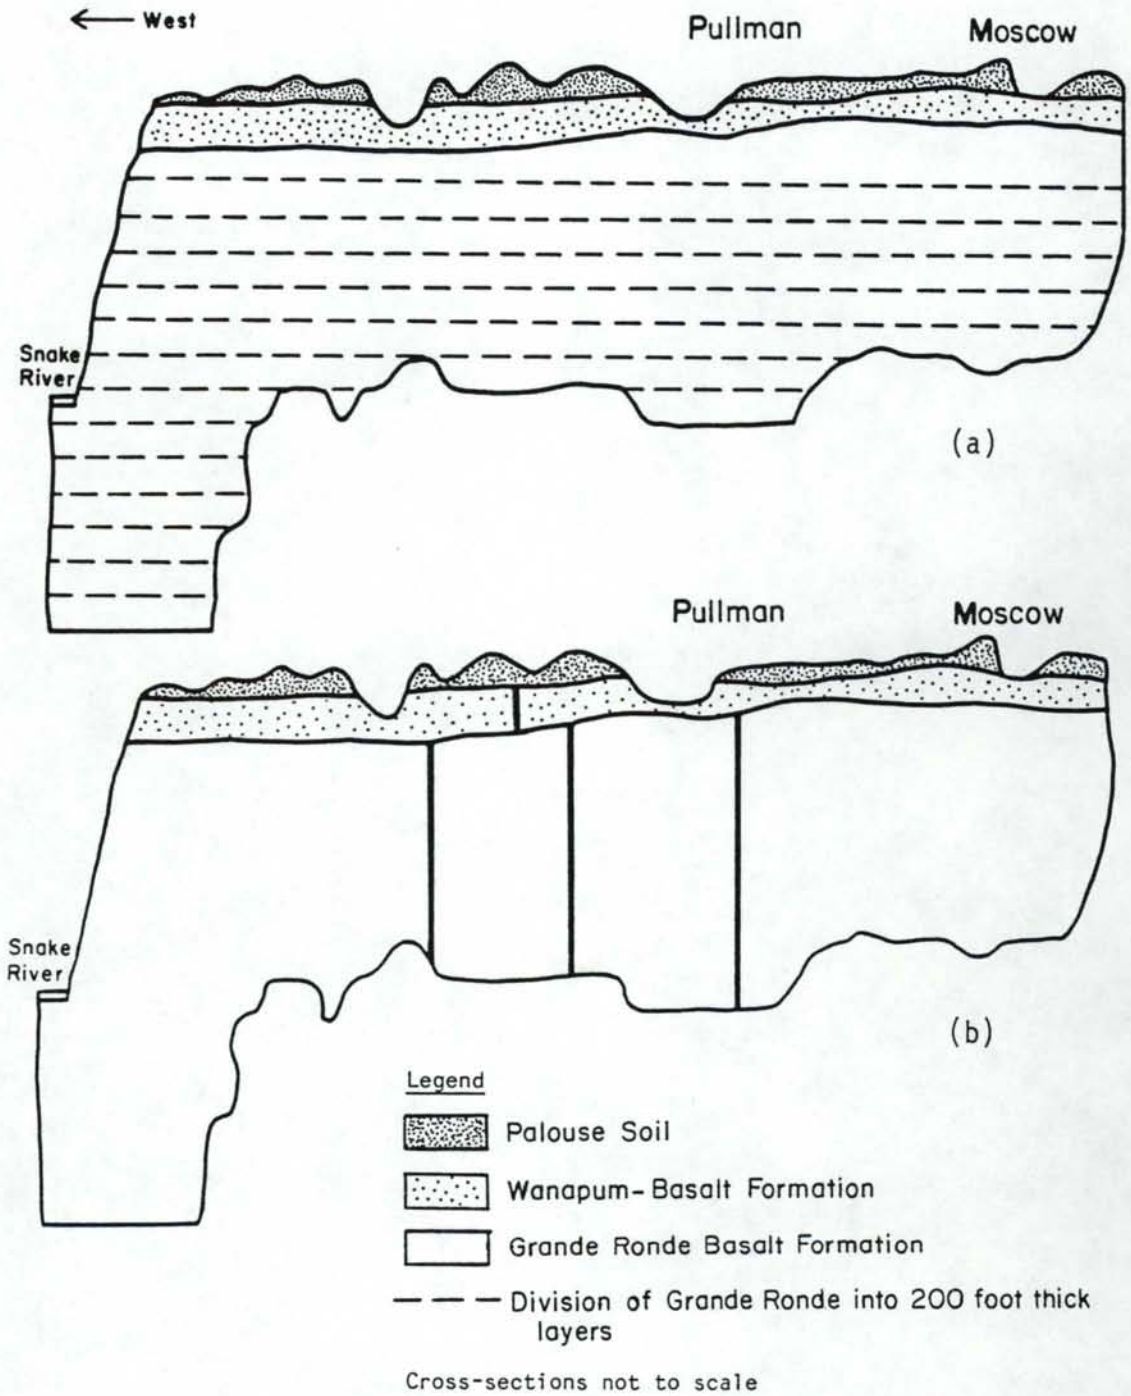 ← West
Pullman
Moscow
Snake
River
(a)
Pullman
Moscow
Snake
River
(b)
Legend
Palouse Soil
Wanapum-Basalt Formation
Grande Ronde Basalt Formation
Division of Grande Ronde into 200 foot thick
layers
Cross-sections not to scale